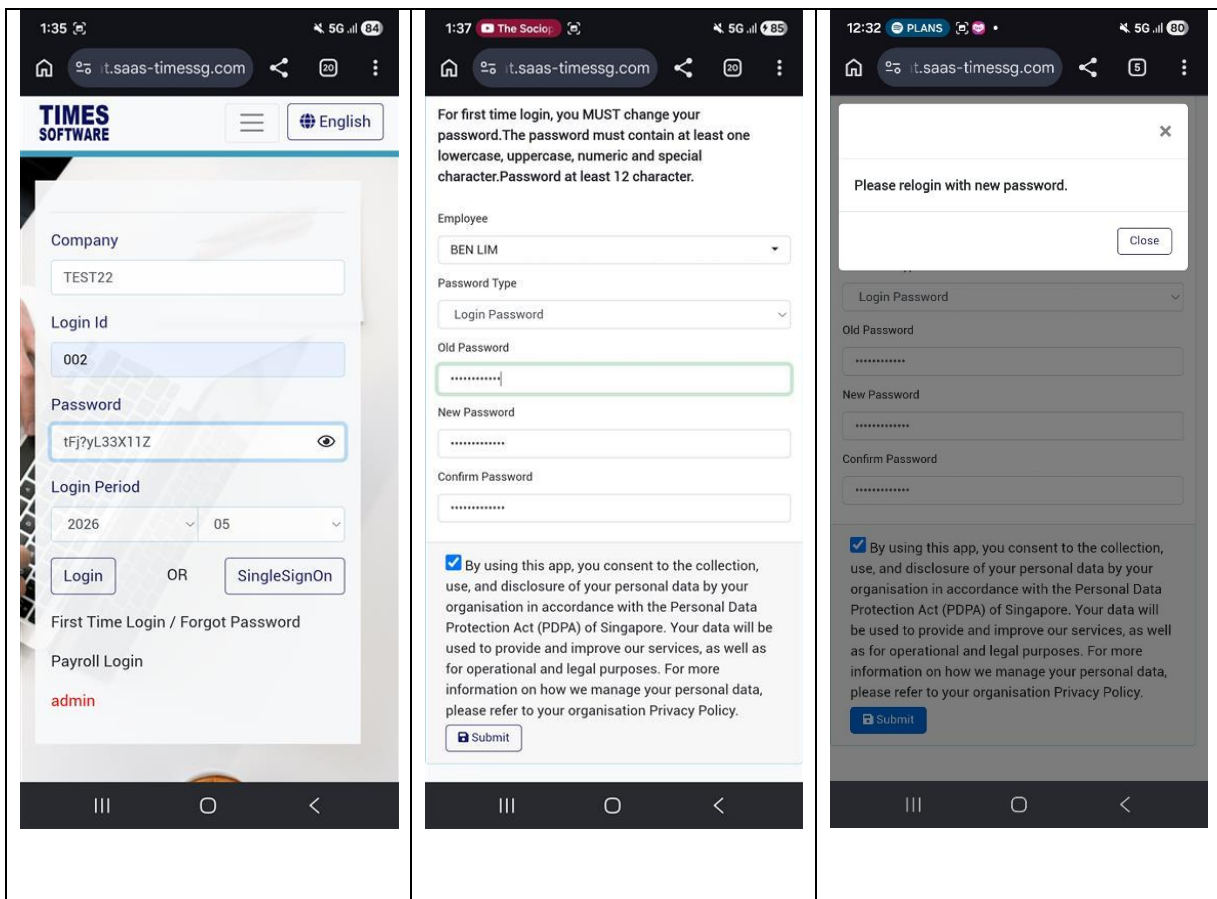 1:35 5G 84
t.saas-timessg.com 20
TIMES
SOFTWARE
English
Company
TEST22
Login Id
002
Password
tFj?yL33X11Z
Login Period
2026 05
Login OR SingleSignOn
First Time Login / Forgot Password
Payroll Login
admin
1:37 The Sociop 5G 85
t.saas-timessg.com 20
For first time login, you MUST change your
password.The password must contain at least one
lowercase, uppercase, numeric and special
character.Password at least 12 character.
Employee
BEN LIM
Password Type
Login Password
Old Password
••••••••••••
New Password
•••••••••••••
Confirm Password
•••••••••••••
By using this app, you consent to the collection,
use, and disclosure of your personal data by your
organisation in accordance with the Personal Data
Protection Act (PDPA) of Singapore. Your data will be
used to provide and improve our services, as well as
for operational and legal purposes. For more
information on how we manage your personal data,
please refer to your organisation Privacy Policy.
Submit
12:32 PLANS 5G 80
t.saas-timessg.com 5
×
Please relogin with new password.
Close
Login Password
Old Password
••••••••••••
New Password
•••••••••••••
Confirm Password
•••••••••••••
By using this app, you consent to the collection,
use, and disclosure of your personal data by your
organisation in accordance with the Personal Data
Protection Act (PDPA) of Singapore. Your data will
be used to provide and improve our services, as well
as for operational and legal purposes. For more
information on how we manage your personal data,
please refer to your organisation Privacy Policy.
Submit